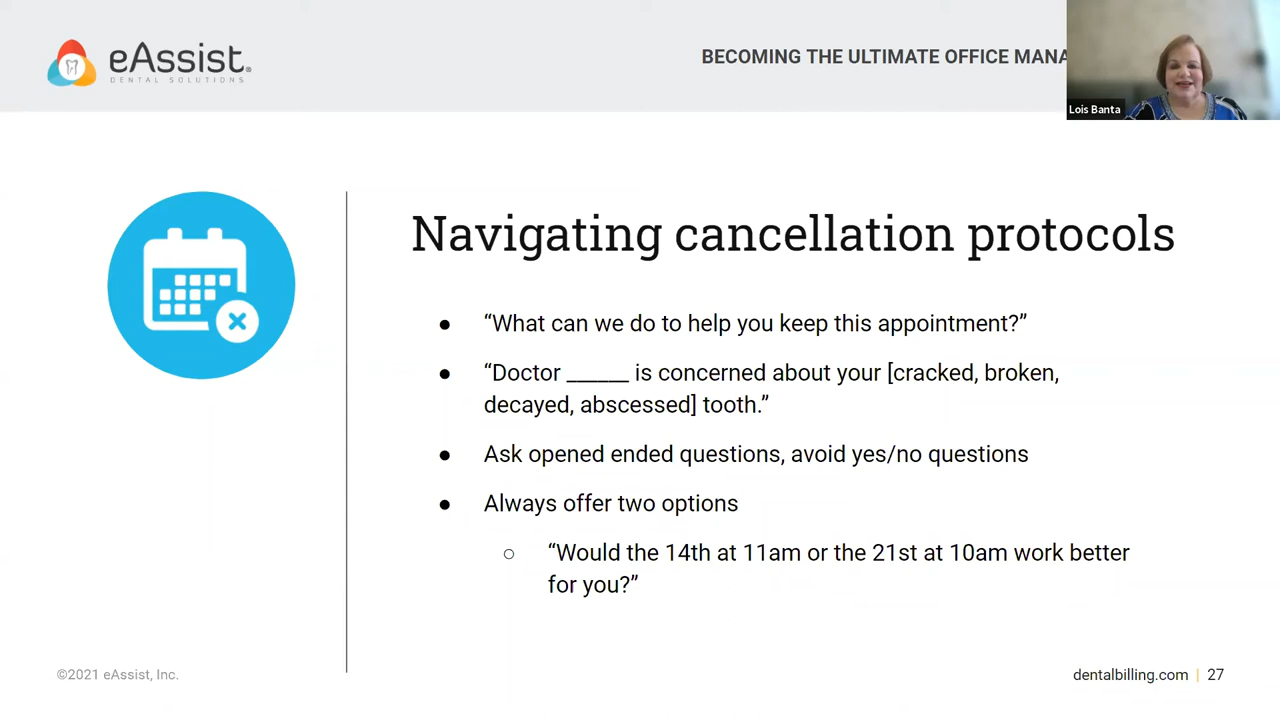 eAssist.
DENTAL SOLUTIONS
BECOMING THE ULTIMATE OFFICE MANA
Lois Banta
Navigating cancellation protocols
● “What can we do to help you keep this appointment?”
● “Doctor ______ is concerned about your [cracked, broken,
decayed, abscessed] tooth.”
● Ask opened ended questions, avoid yes/no questions
● Always offer two options
○ “Would the 14th at 11am or the 21st at 10am work better
for you?”
©2021 eAssist, Inc.
dentalbilling.com | 27